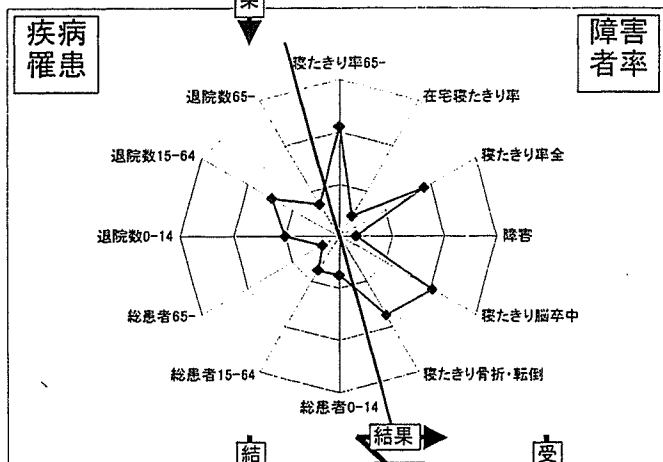 果
疾病
罹患
障害
者率
寝たきり率65-
退院数65-
在宅寝たきり率
退院数15-64
寝たきり率全
退院数0-14
障害
総患者65-
寝たきり脳卒中
総患者15-64
寝たきり骨折・転倒
総患者0-14
結果
結
受